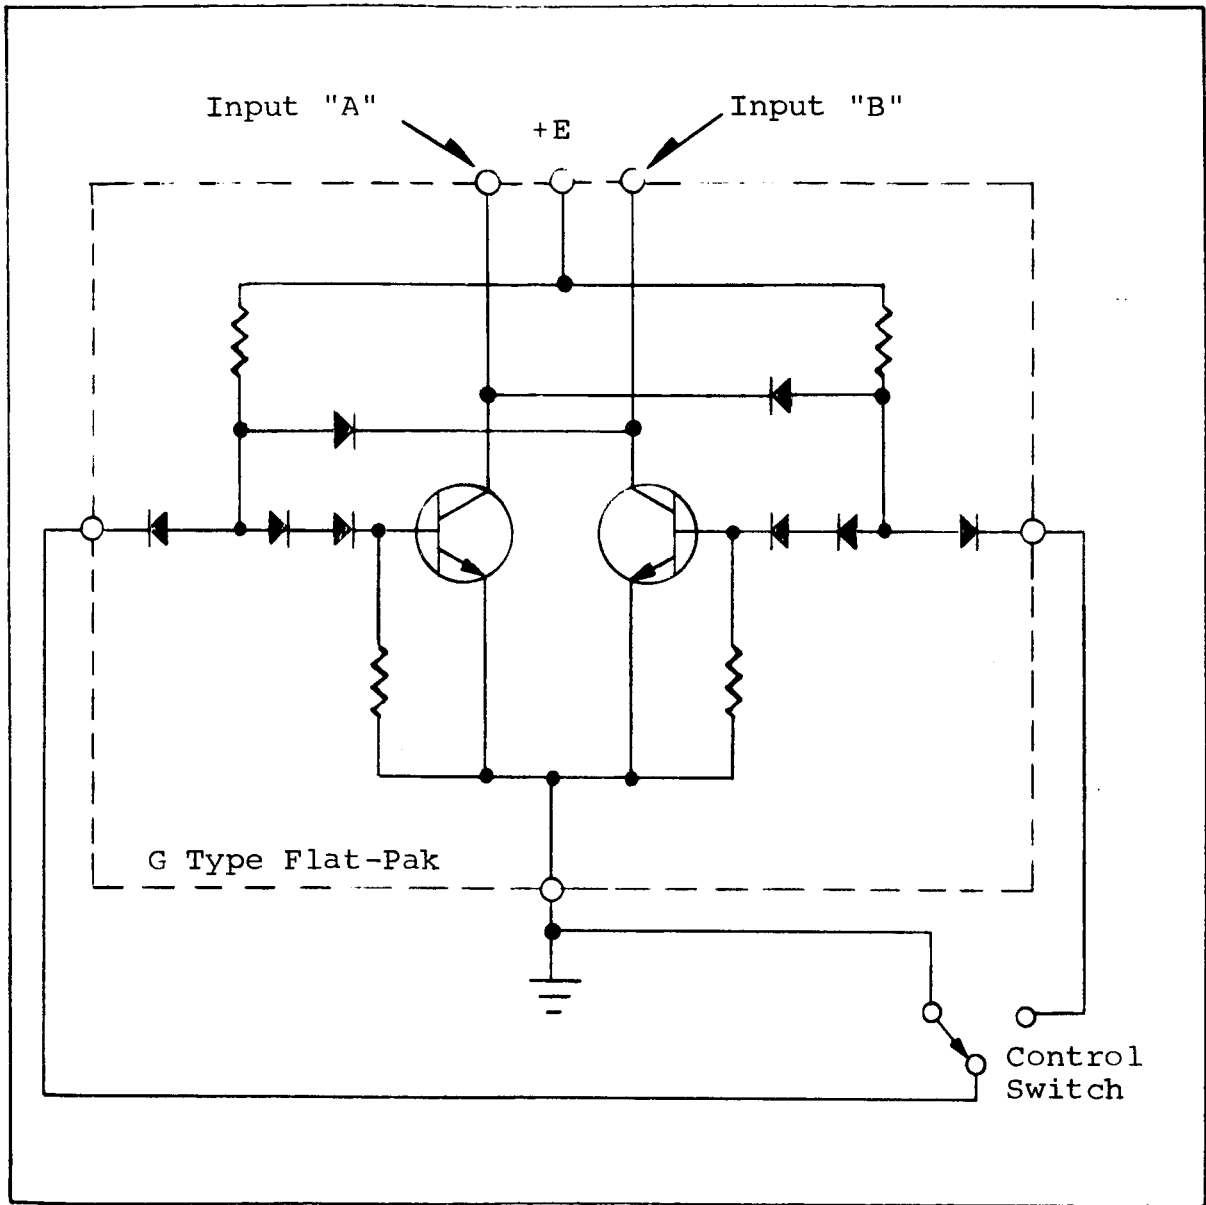 Input "A"
+E
Input "B"
G Type Flat-Pak
Control
Switch